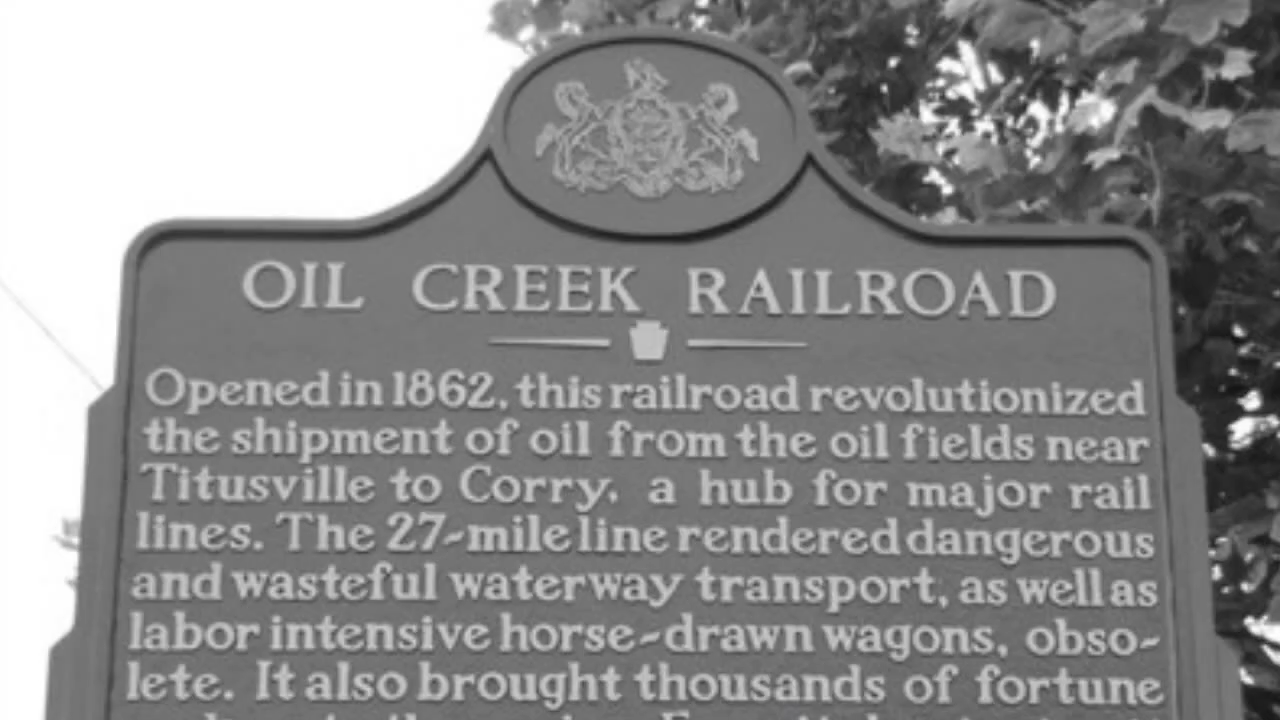 OIL CREEK RAILROAD
Opened in 1862, this railroad revolutionized
the shipment of oil from the oil fields near
Titusville to Corry, a hub for major rail
lines. The 27-mile line rendered dangerous
and wasteful waterway transport, as well as
labor intensive horse-drawn wagons, obso-
lete. It also brought thousands of fortune